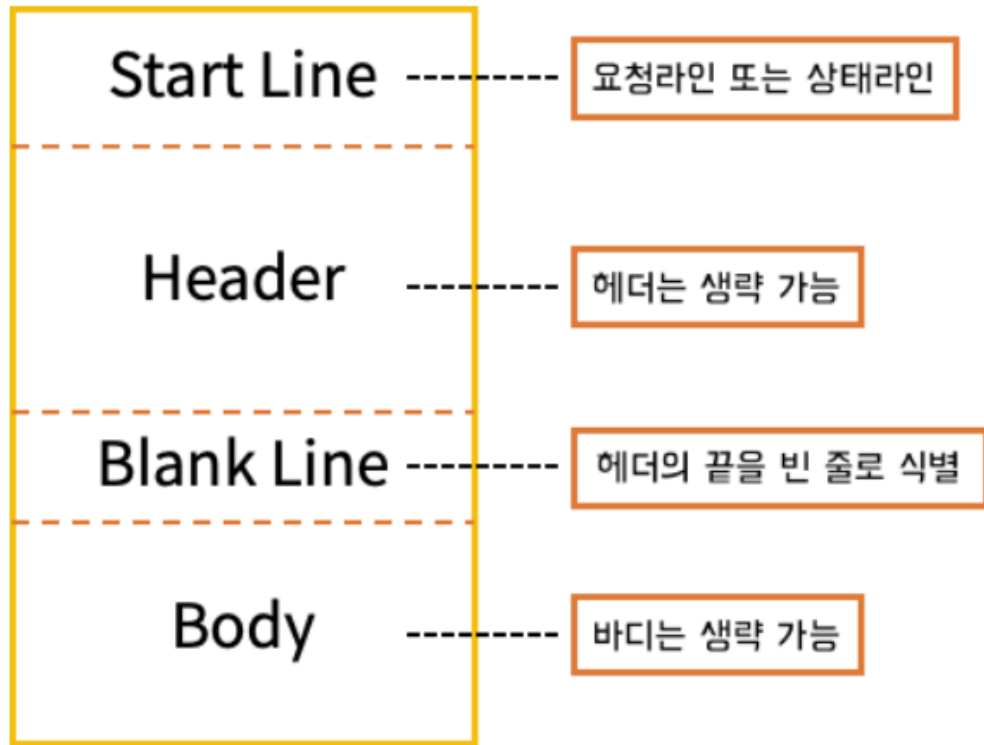 Start Line
요청라인 또는 상태라인
Header
헤더는 생략 가능
Blank Line
헤더의 끝을 빈 줄로 식별
Body
바디는 생략 가능